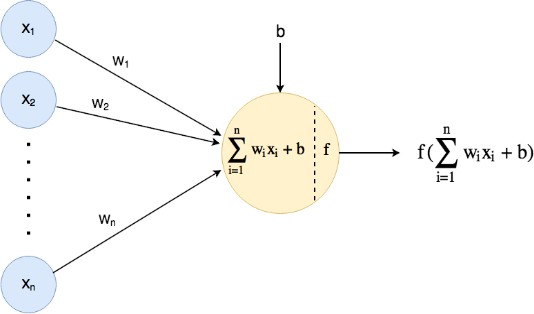 x₁
w₁
b
x₂
w₂
n
∑ wᵢxᵢ + b
i=1
f
n
f(∑ wᵢxᵢ + b)
i=1
wₙ
xₙ